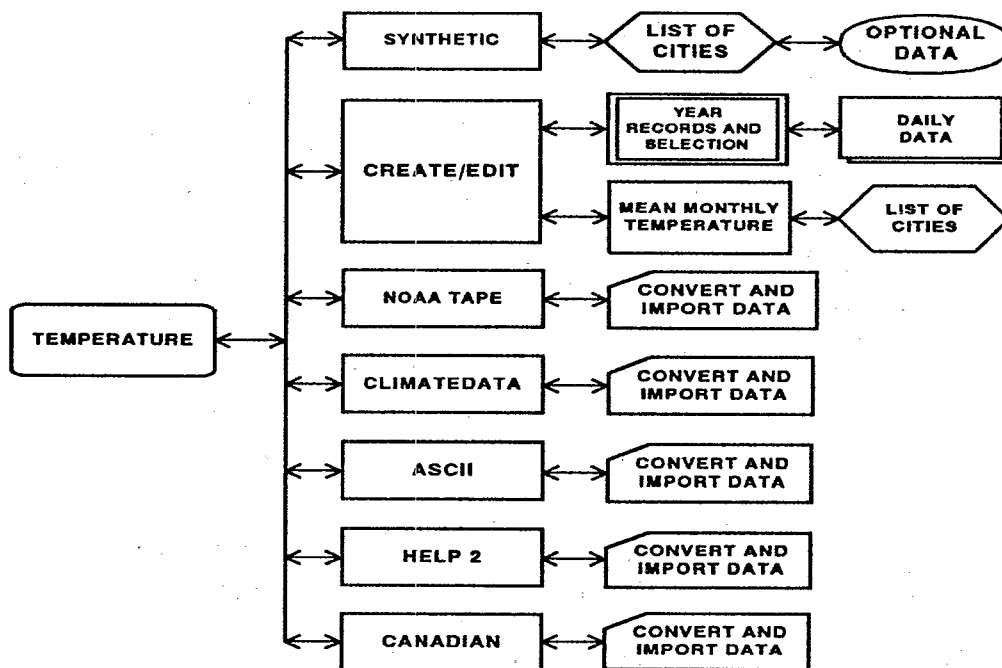 SYNTHETIC
LIST OF
CITIES
OPTIONAL
DATA
CREATE/EDIT
YEAR
RECORDS AND
SELECTION
DAILY
DATA
MEAN MONTHLY
TEMPERATURE
LIST OF
CITIES
TEMPERATURE
NOAA TAPE
CONVERT AND
IMPORT DATA
CLIMATEDATA
CONVERT AND
IMPORT DATA
ASCII
CONVERT AND
IMPORT DATA
HELP 2
CONVERT AND
IMPORT DATA
CANADIAN
CONVERT AND
IMPORT DATA